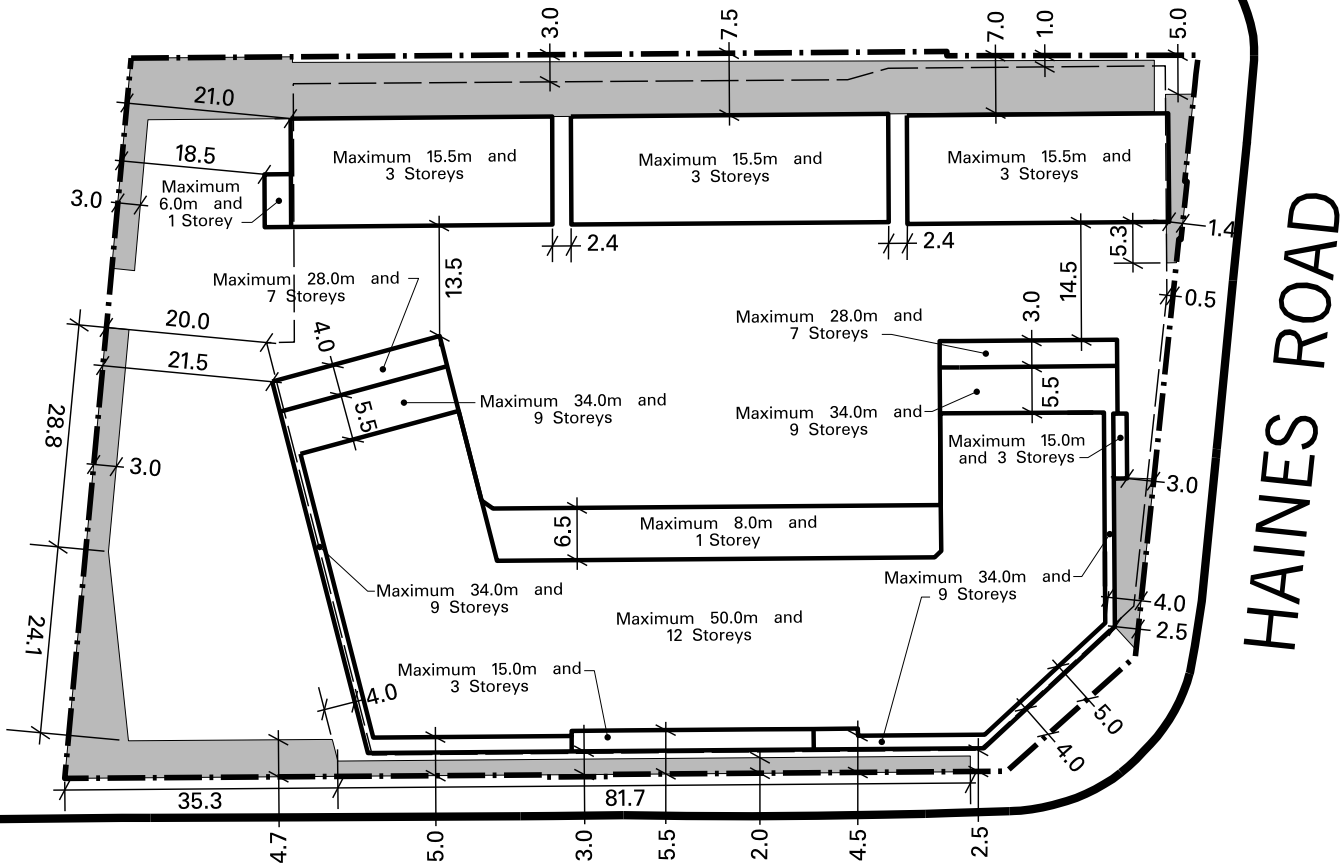 3.0
7.5
7.0
1.0
5.0
21.0
18.5
Maximum 15.5m and
3 Storeys
Maximum 15.5m and
3 Storeys
Maximum 15.5m and
3 Storeys
3.0
Maximum
6.0m and
1 Storey
2.4
2.4
5.3
1.4
13.5
14.5
Maximum 28.0m and
7 Storeys
0.5
3.0
20.0
4.0
Maximum 28.0m and
7 Storeys
21.5
HAINES ROAD
5.5
Maximum 34.0m and
9 Storeys
5.5
Maximum 34.0m and
9 Storeys
28.8
Maximum 15.0m
and 3 Storeys
3.0
3.0
6.5
Maximum 8.0m and
1 Storey
Maximum 34.0m and
9 Storeys
Maximum 34.0m and
9 Storeys
4.0
24.1
Maximum 50.0m and
12 Storeys
2.5
Maximum 15.0m and
3 Storeys
4.0
5.0
4.0
35.3
81.7
4.7
5.0
3.0
5.5
2.0
4.5
2.5